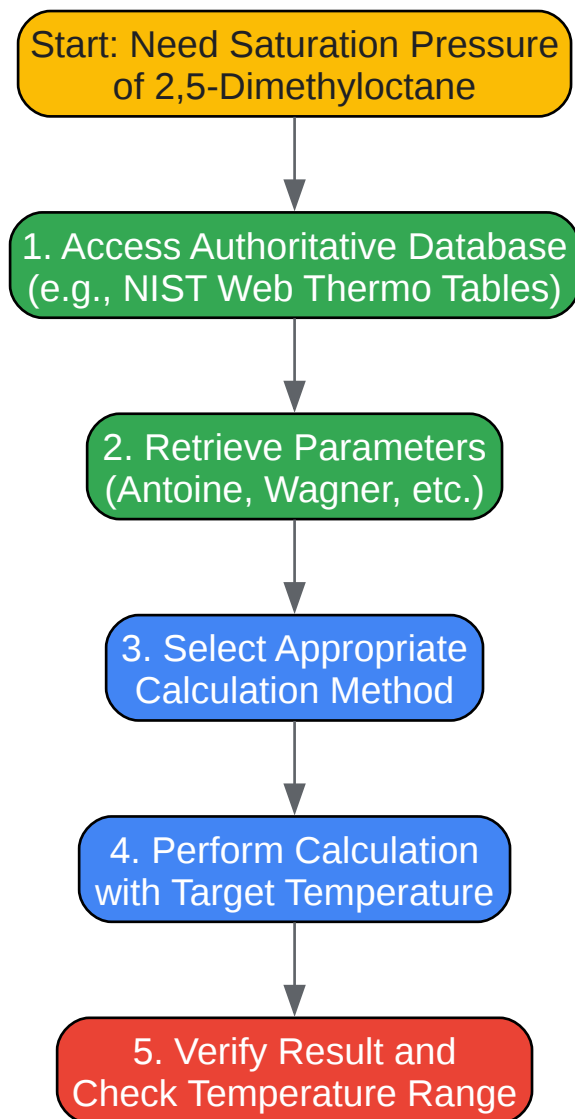 Start: Need Saturation Pressure
of 2,5-Dimethyloctane
1. Access Authoritative Database
(e.g., NIST Web Thermo Tables)
2. Retrieve Parameters
(Antoine, Wagner, etc.)
3. Select Appropriate
Calculation Method
4. Perform Calculation
with Target Temperature
5. Verify Result and
Check Temperature Range